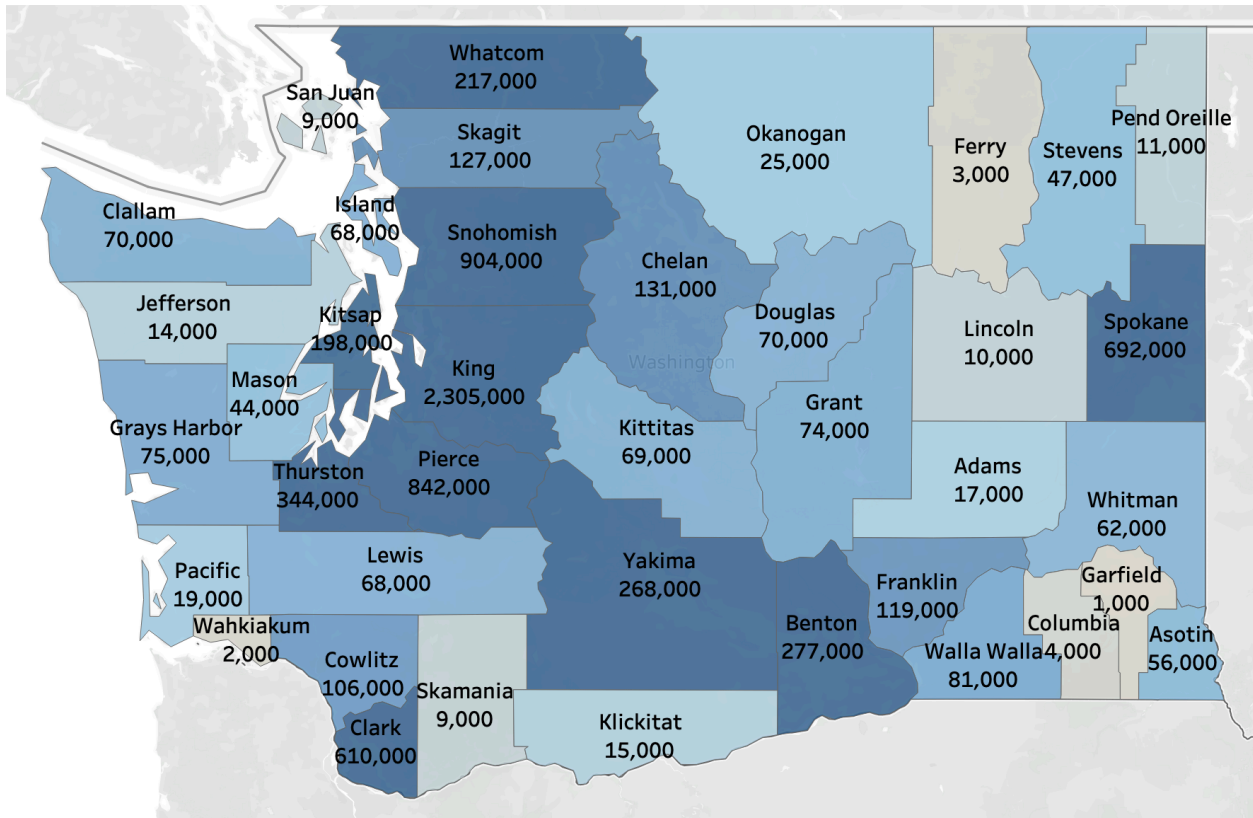 Whatcom
217,000
San Juan
9,000
Skagit
127,000
Okanogan
25,000
Ferry
3,000
Stevens
47,000
Pend Oreille
11,000
Clallam
70,000
Island
68,000
Snohomish
904,000
Chelan
131,000
Jefferson
14,000
Kitsap
198,000
Douglas
70,000
Lincoln
10,000
Spokane
692,000
Washington
Mason
44,000
King
2,305,000
Grant
74,000
Grays Harbor
75,000
Kittitas
69,000
Thurston
344,000
Pierce
842,000
Adams
17,000
Whitman
62,000
Pacific
19,000
Lewis
68,000
Yakima
268,000
Franklin
119,000
Garfield
1,000
Wahkiakum
2,000
Benton
277,000
Columbia
4,000
Walla Walla
81,000
Asotin
56,000
Cowlitz
106,000
Skamania
9,000
Clark
610,000
Klickitat
15,000